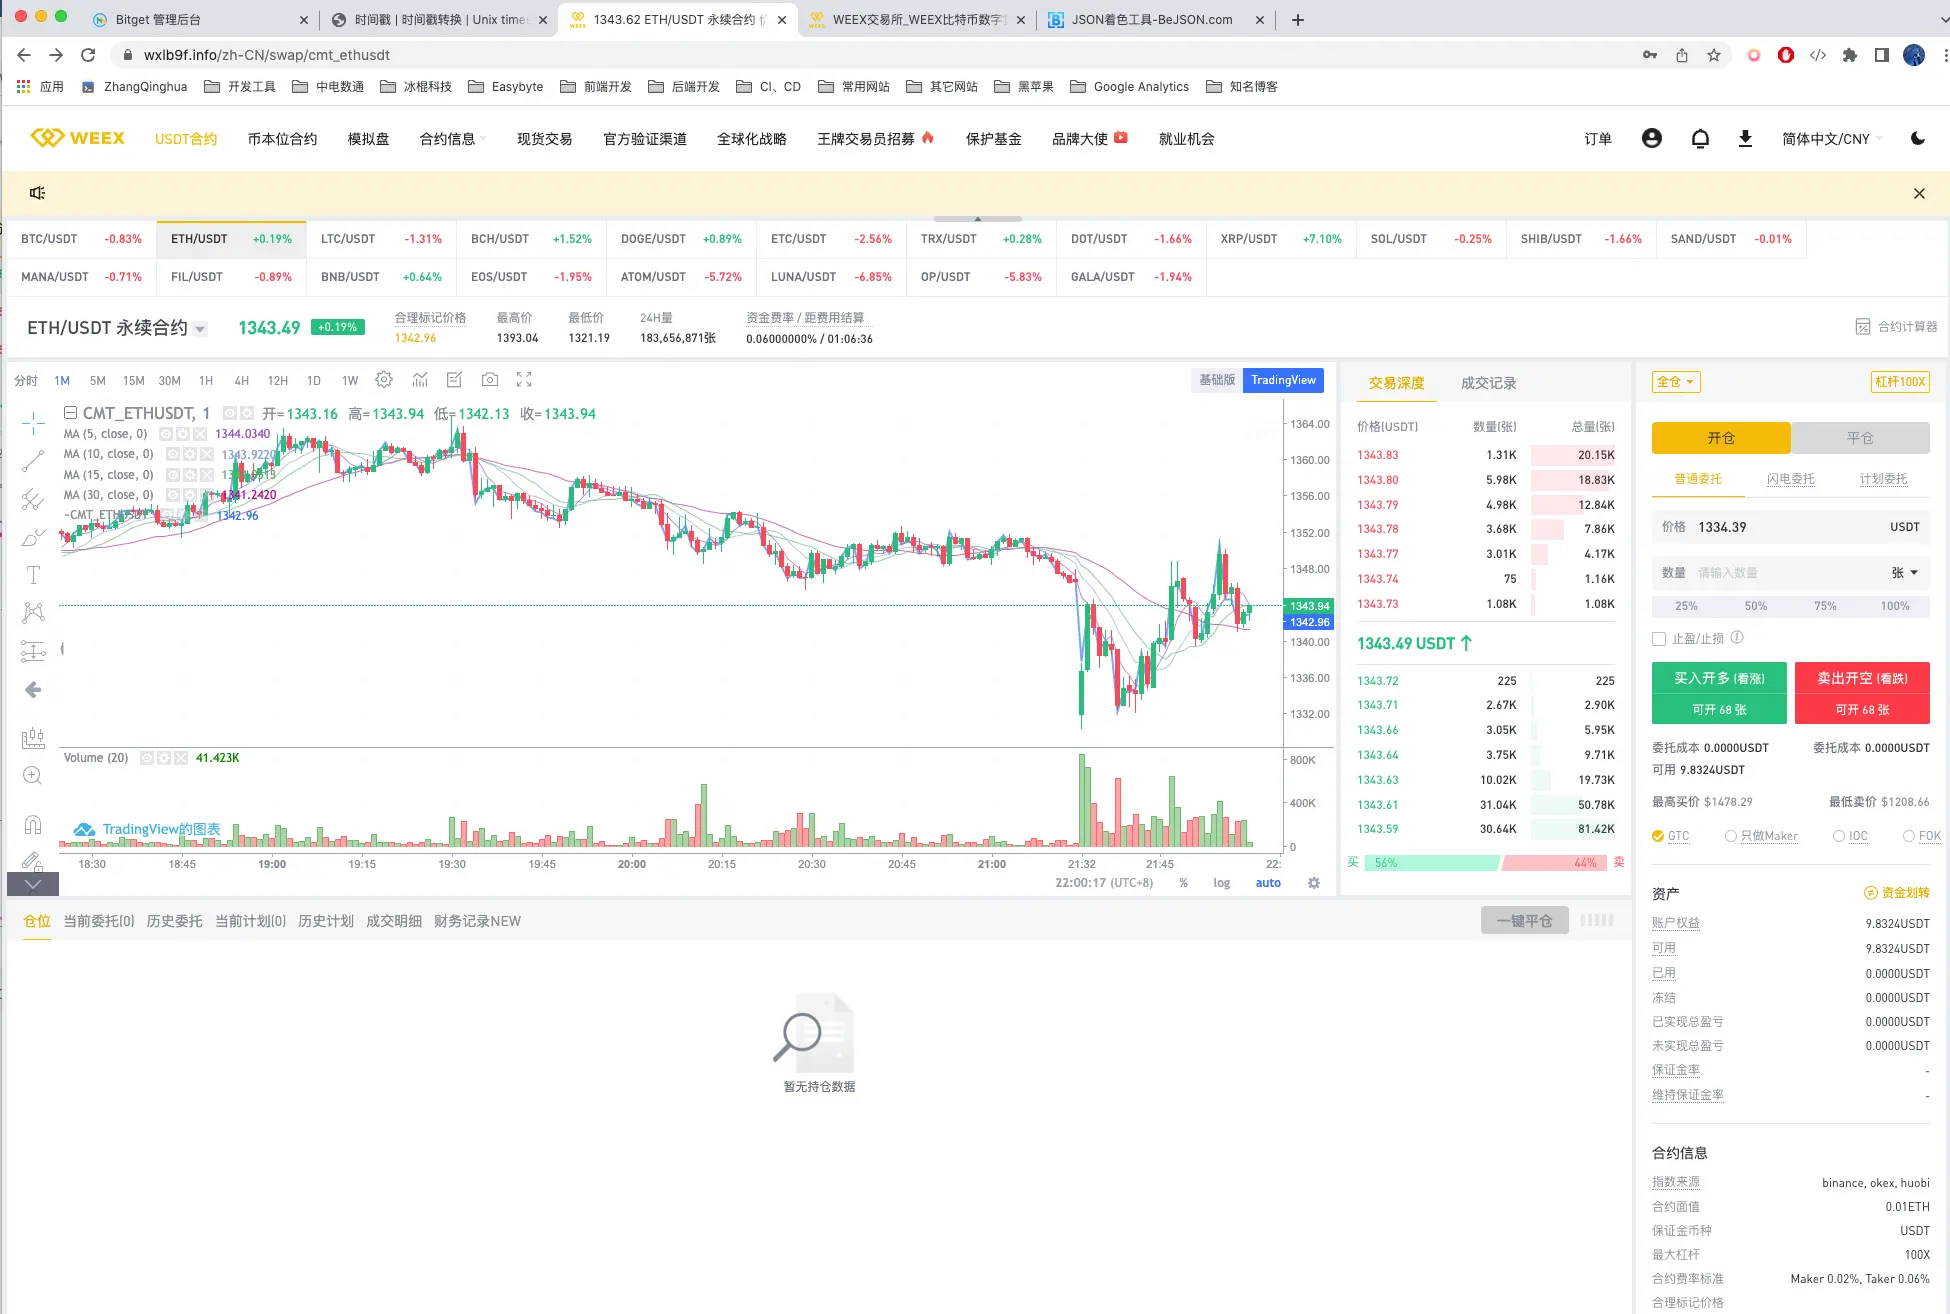 Bitget 管理后台
时间戳 | 时间戳转换 | Unix time
1343.62 ETH/USDT 永续合约
WEEX交易所_WEEX比特币数字
JSON着色工具-BeJSON.com
wxlb9f.info/zh-CN/swap/cmt_ethusdt
应用 ZhangQinghua 开发工具 中电数通 冰棍科技 Easybyte 前端开发 后端开发 CI、CD 常用网站 其它网站 黑苹果 Google Analytics 知名博客
WEEX USDT合约 币本位合约 模拟盘 合约信息 现货交易 官方验证渠道 全球化战略 王牌交易员招募 保护基金 品牌大使 就业机会 订单 简体中文/CNY
BTC/USDT -0.83% ETH/USDT +0.19% LTC/USDT -1.31% BCH/USDT +1.52% DOGE/USDT +0.89% ETC/USDT -2.56% TRX/USDT +0.28% DOT/USDT -1.66% XRP/USDT +7.10% SOL/USDT -0.25% SHIB/USDT -1.66% SAND/USDT -0.01%
MANA/USDT -0.71% FIL/USDT -0.89% BNB/USDT +0.64% EOS/USDT -1.95% ATOM/USDT -5.72% LUNA/USDT -6.85% OP/USDT -5.83% GALA/USDT -1.94%
ETH/USDT 永续合约 1343.49 +0.19%
合理标记价格 最高价 最低价 24H量 资金费率 / 距费用结算
1342.96 1393.04 1321.19 183,656,871张 0.06000000% / 01:06:36
合约计算器
分时 1M 5M 15M 30M 1H 4H 12H 1D 1W
基础版 TradingView
CMT_ETHUSDT, 1 开=1343.16 高=1343.94 低=1342.13 收=1343.94
MA (5, close, 0) 1344.0340
MA (10, close, 0) 1343.9220
MA (15, close, 0)
MA (30, close, 0) 1341.2420
-CMT_ETHUSDT 1342.96
1364.00
1360.00
1356.00
1352.00
1348.00
1343.94
1342.96
1340.00
1336.00
1332.00
Volume (20) 41.423K
800K
400K
0
TradingView的图表
18:30 18:45 19:00 19:15 19:30 19:45 20:00 20:15 20:30 20:45 21:00 21:32 21:45 22:
22:00:17 (UTC+8) % log auto
交易深度 成交记录
价格(USDT) 数量(张) 总量(张)
1343.83 1.31K 20.15K
1343.80 5.98K 18.83K
1343.79 4.98K 12.84K
1343.78 3.68K 7.86K
1343.77 3.01K 4.17K
1343.74 75 1.16K
1343.73 1.08K 1.08K
1343.49 USDT
1343.72 225 225
1343.71 2.67K 2.90K
1343.66 3.05K 5.95K
1343.64 3.75K 9.71K
1343.63 10.02K 19.73K
1343.61 31.04K 50.78K
1343.59 30.64K 81.42K
买 56% 44% 卖
全仓 杠杆100X
开仓 平仓
普通委托 闪电委托 计划委托
价格 1334.39 USDT
数量 请输入数量 张
25% 50% 75% 100%
止盈/止损
买入开多 (看涨) 卖出开空 (看跌)
可开 68 张 可开 68 张
委托成本 0.0000USDT 委托成本 0.0000USDT
可用 9.8324USDT
最高买价 $1478.29 最低卖价 $1208.66
GTC 只做Maker IOC FOK
资产 资金划转
账户权益 9.8324USDT
可用 9.8324USDT
已用 0.0000USDT
冻结 0.0000USDT
已实现总盈亏 0.0000USDT
未实现总盈亏 0.0000USDT
保证金率 -
维持保证金率 -
合约信息
指数来源 binance, okex, huobi
合约面值 0.01ETH
保证金币种 USDT
最大杠杆 100X
合约费率标准 Maker 0.02%, Taker 0.06%
合理标记价格
仓位 当前委托(0) 历史委托 当前计划(0) 历史计划 成交明细 财务记录NEW
一键平仓
暂无持仓数据